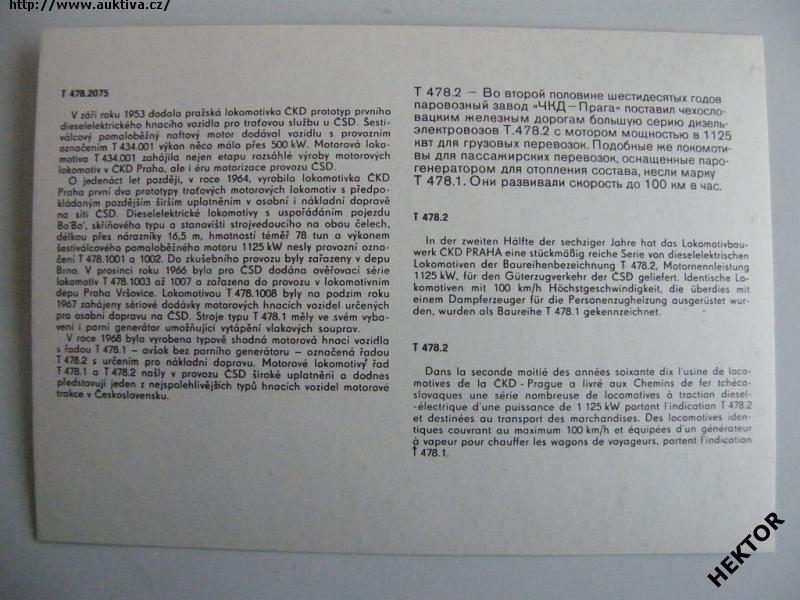 http://www.auktiva.cz/
T 478.2075
V září roku 1953 dodala pražská lokomotivka ČKD prototyp prvního
dieselelektrického hnacího vozidla pro traťovou službu u ČSD. Šesti-
válcový pomaloběžný naftový motor dodával vozidlu s provozním
označením T 434.001 výkon něco málo přes 500 kW. Motorová loko-
motiva T 434.001 zahájila nejen etapu rozsáhlé výroby motorových
lokomotiv v ČKD Praha, ale i éru motorizace provozu ČSD.
O jedenáct let později, v roce 1964, vyrobila lokomotivka ČKD
Praha první dva prototypy traťových motorových lokomotiv s předpo-
kládaným pozdějším širším uplatněním v osobní i nákladní dopravě
na síti ČSD. Dieselelektrické lokomotivy s uspořádáním pojezdu
Bo'Bo', skříňového typu a stanovišti strojvedoucího na obou čelech,
délkou přes nárazníky 16,5 m, hmotností téměř 78 tun a výkonem
šestiválcového pomaloběžného motoru 1125 kW nesly provozní ozna-
čení T 478.1001 a 1002. Do zkušebního provozu byly zařazeny v depu
Brno. V prosinci roku 1966 byla pro ČSD dodána ověřovací série
lokomotiv T 478.1003 až 1007 a zařazena do provozu v lokomotivním
depu Praha Vršovice. Lokomotivou T 478.1008 byly na podzim roku
1967 zahájeny sériové dodávky motorových hnacích vozidel určených
pro osobní dopravu na ČSD. Stroje typu T 478.1 měly ve svém vyba-
vení i parní generátor umožňující vytápění vlakových souprav.
V roce 1968 byla vyrobena typově shodná motorová hnací vozidla
s řadou T 478.1 — avšak bez parního generátoru — označená řadou
T 478.2 s určením pro nákladní dopravu. Motorové lokomotivy řad
T 478.1 a T 478.2 našly v provozu ČSD široké uplatnění a dodnes
představují jeden z nejspolehlivějších typů hnacích vozidel motorové
trakce v Československu.
Т 478.2 — Во второй половине шестидесятых годов
паровозный завод »ЧКД—Прага« поставил чехосло-
вацким железным дорогам большую серию дизель-
электровозов Т.478.2 с мотором мощностью в 1125
квт для грузовых перевозок. Подобные же локомоти-
вы для пассажирских перевозок, оснащенные паро-
генератором для отопления состава, несли марку
Т 478.1. Они развивали скорость до 100 км в час.
T 478.2
In der zweiten Hälfte der sechziger Jahre hat das Lokomotivbau-
werk ČKD PRAHA eine stückmäßig reiche Serie von dieselelektrischen
Lokomotiven der Baureihenbezeichnung T 478.2, Motornennleistung
1125 kW, für den Güterzugverkehr der ČSD geliefert. Identische Lo-
komotiven mit 100 km/h Höchstgeschwindigkeit, die überdies mit
einem Dampferzeuger für die Personenzugheizung ausgerüstet wur-
den, wurden als Baureihe T 478.1 gekennzeichnet.
T 478.2
Dans la seconde moitié des années soixante dix l'usine de loco-
motives de la ČKD - Prague a livré aux Chemins de fer tchéco-
slovaques une série nombreuse de locomotives à traction diesel-
-électrique d'une puissance de 1 125 kW portant l'indication T 478.2
et destinées au transport des marchandises. Des locomotives iden-
tiques couvrant au maximum 100 km/h et équipées d'un générateur
à vapeur pour chauffer les wagons de voyageurs, portent l'indication
T 478.1.
HEKTOR